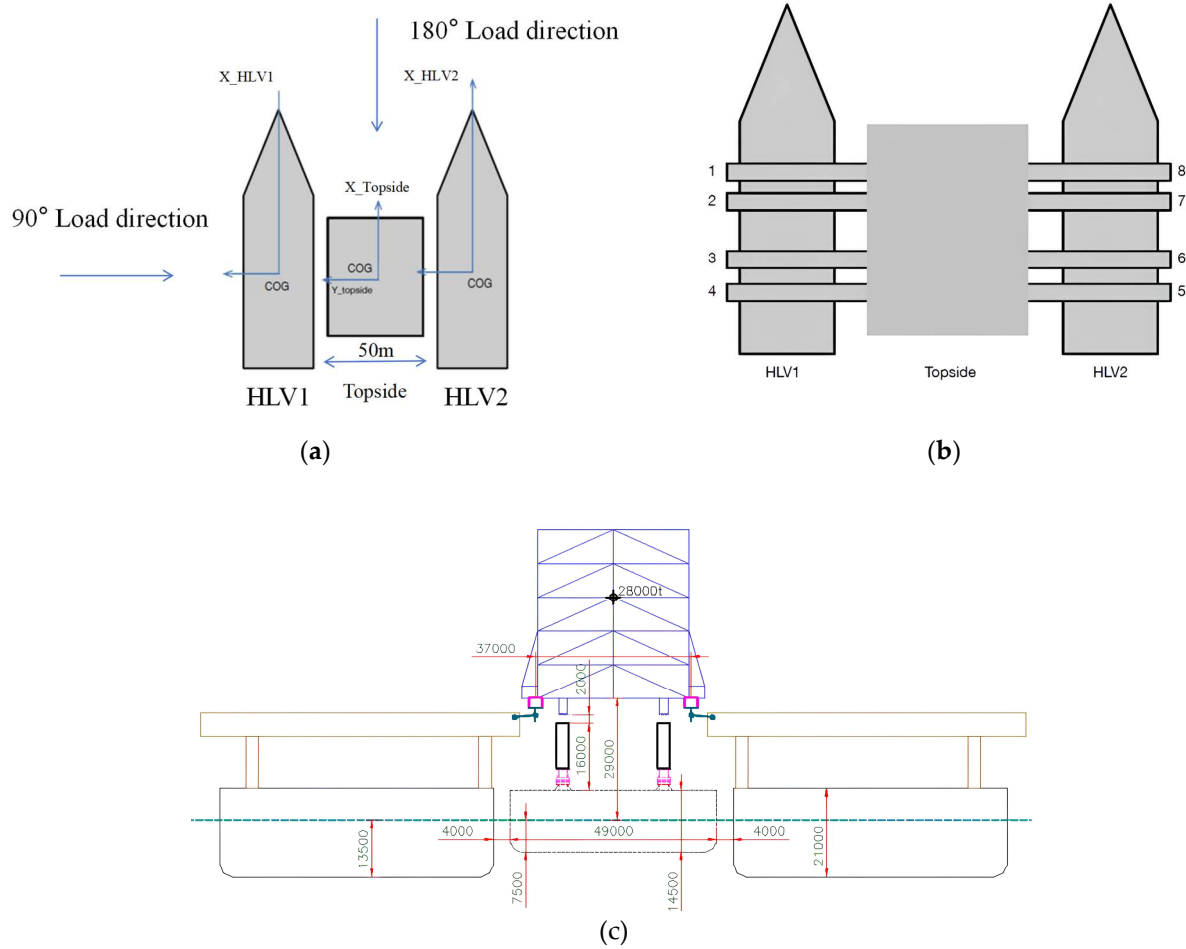 180° Load direction
X_HLV1
X_HLV2
X_Topside
90° Load direction
COG
COG
Y_topside
COG
50m
HLV1
Topside
HLV2
(a)
1
8
2
7
3
6
4
5
HLV1
Topside
HLV2
(b)
28000t
37000
2000
16000
29000
4000
49000
4000
13500
7500
14500
21000
(c)